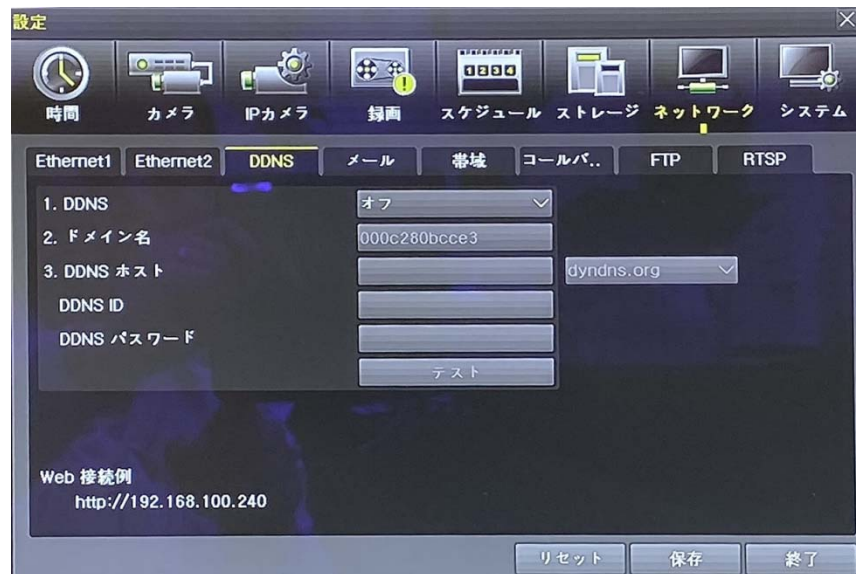 設定
時間 カメラ IPカメラ 録画 スケジュール ストレージ ネットワーク システム
Ethernet1 Ethernet2 DDNS メール 帯域 コールバ.. FTP RTSP
1. DDNS オフ
2. ドメイン名 000c280bcce3
3. DDNS ホスト dyndns.org
DDNS ID
DDNS パスワード
テスト
Web 接続例
http://192.168.100.240
リセット 保存 終了